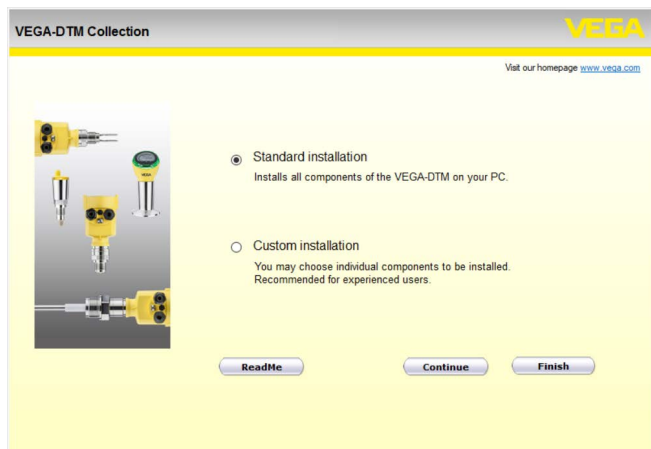 VEGA-DTM Collection
VEGA
Visit our homepage www.vega.com
Standard installation
Installs all components of the VEGA-DTM on your PC.
Custom installation
You may choose individual components to be installed.
Recommended for experienced users.
ReadMe
Continue
Finish